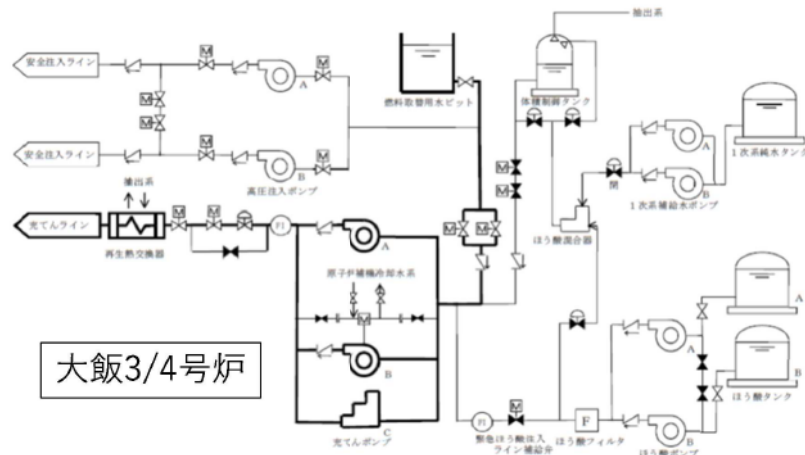 抽出系
安全注入ライン
M
M
A
燃料取替用水ピット
体積制御タンク
M
M
M
M
1次系純水タンク
A
安全注入ライン
M
M
B
高圧注入ポンプ
M
M
閉
B
1次系補給水ポンプ
抽出系
充てんライン
M
M
FI
A
M
M
ほう酸混合器
再生熱交換器
原子炉補機冷却水系
M
A
A
大飯3/4号炉
B
B
ほう酸タンク
C
充てんポンプ
M
FI
緊急ほう酸注入
ライン補給弁
F
ほう酸フィルタ
B
ほう酸ポンプ